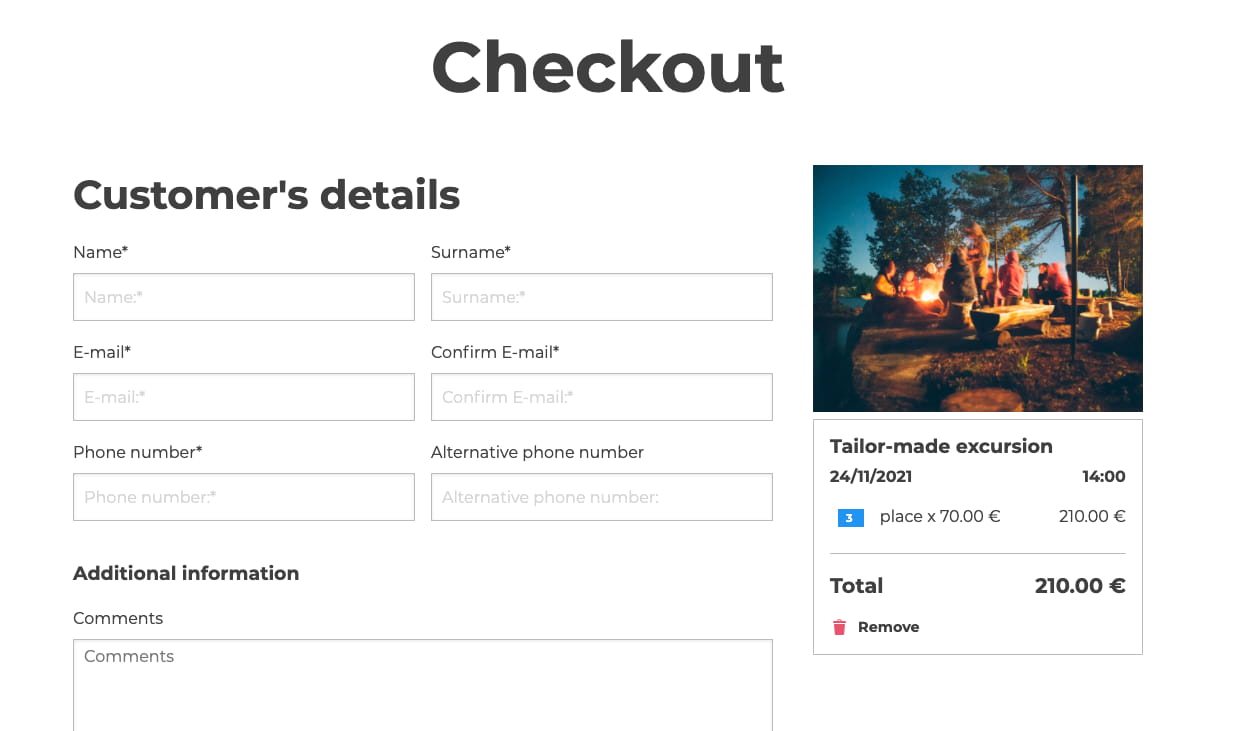 Checkout
Customer's details
Name*
Surname*
Name:*
Surname:*
E-mail*
Confirm E-mail*
E-mail:*
Confirm E-mail:*
Phone number*
Alternative phone number
Phone number:*
Alternative phone number:
Additional information
Comments
Comments
Tailor-made excursion
24/11/2021 14:00
3 place x 70.00 € 210.00 €
Total 210.00 €
Remove